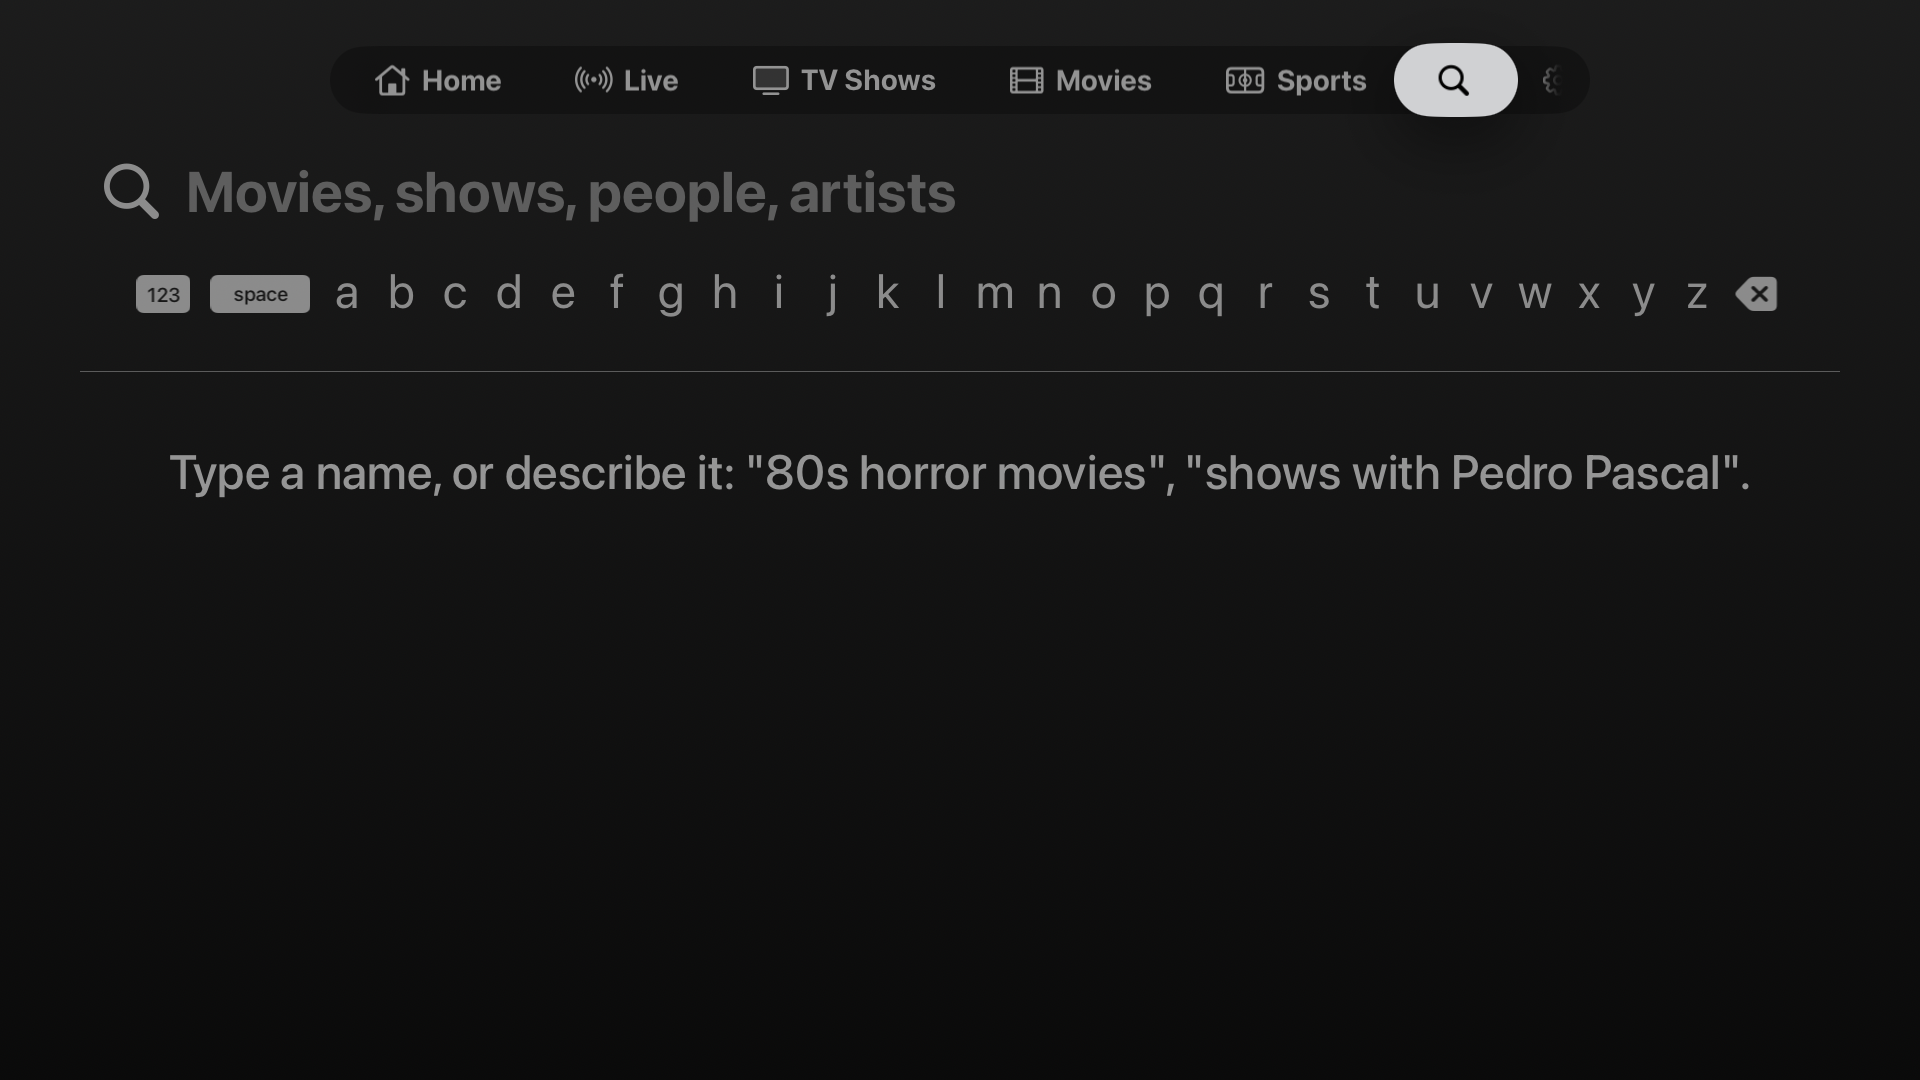 Home Live TV Shows Movies Sports
Movies, shows, people, artists
123 space a b c d e f g h i j k l m n o p q r s t u v w x y z
Type a name, or describe it: "80s horror movies", "shows with Pedro Pascal".